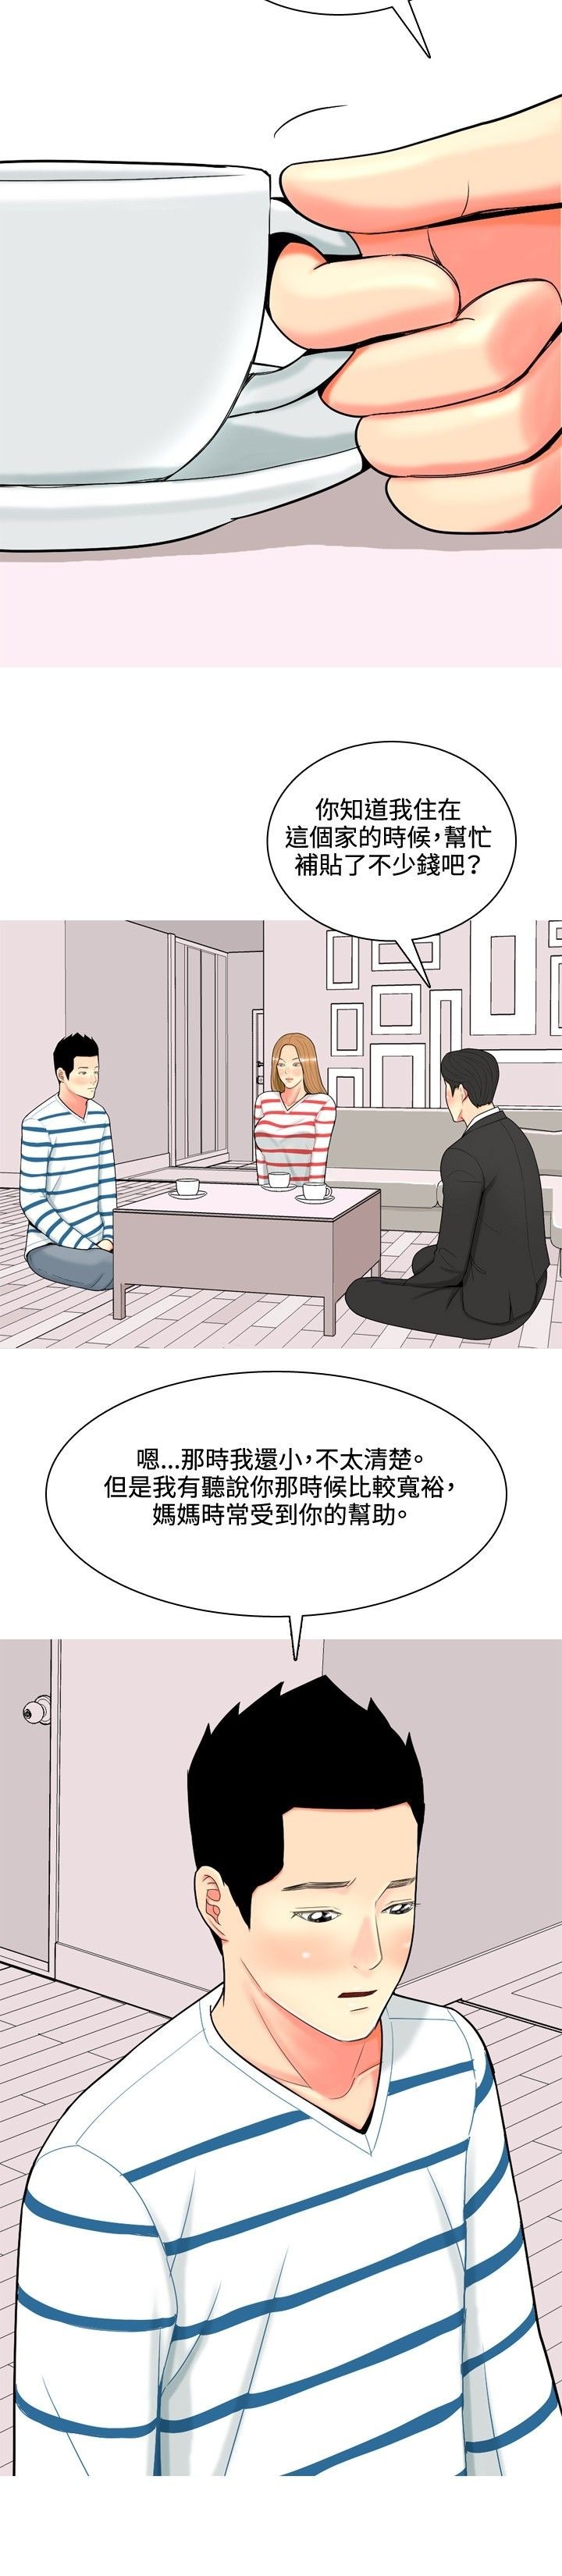 你知道我住在
這個家的時候，幫忙
補貼了不少錢吧？
嗯…那時我還小，不太清楚。
但是我有聽說你那時候比較寬裕，
媽媽時常受到你的幫助。